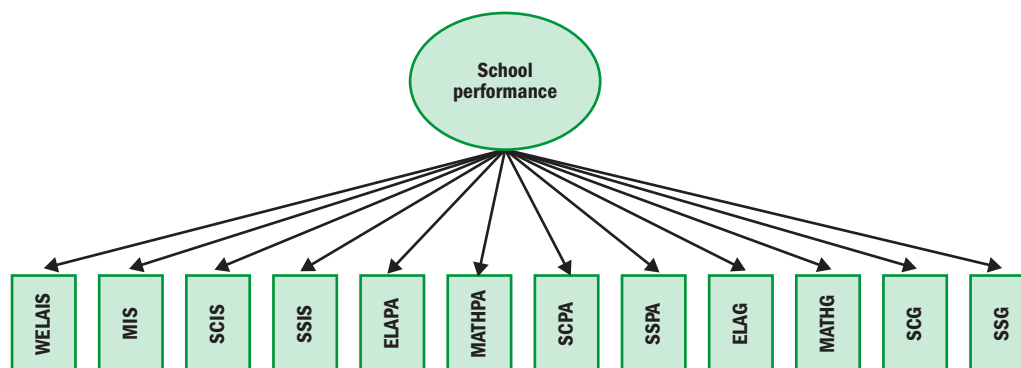 School
performance
WELAIS
MIS
SCIS
SSIS
ELAPA
MATHPA
SCPA
SSPA
ELAG
MATHG
SCG
SSG